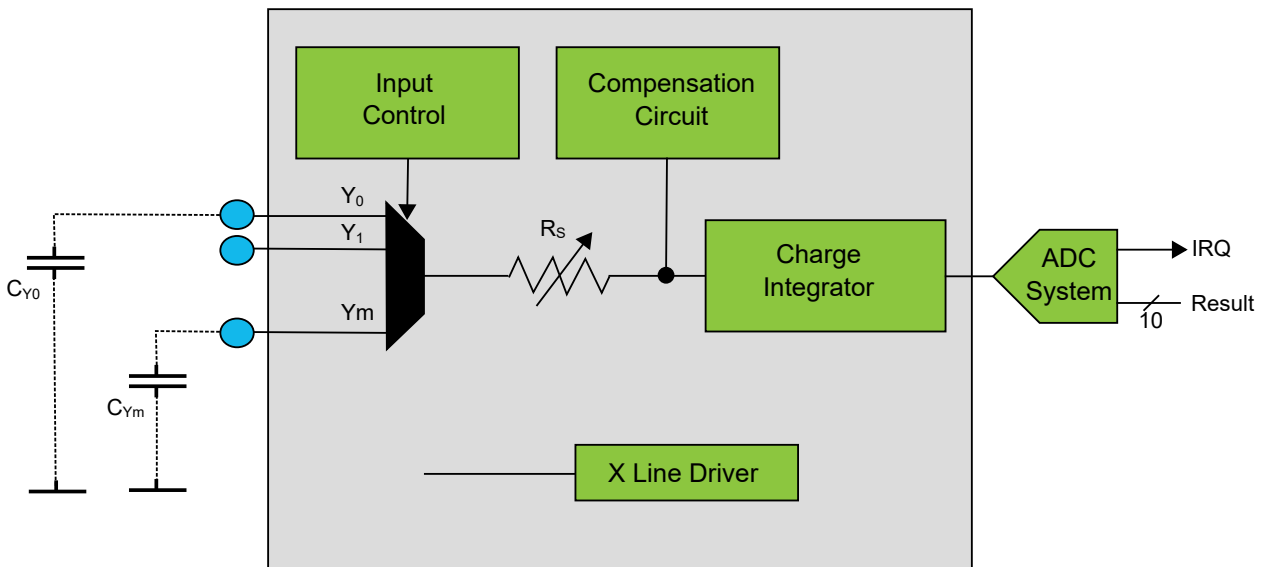 Input
Control
Compensation
Circuit
Y0
Y1
Ym
RS
Charge
Integrator
ADC
System
IRQ
Result
10
CY0
CYm
X Line Driver